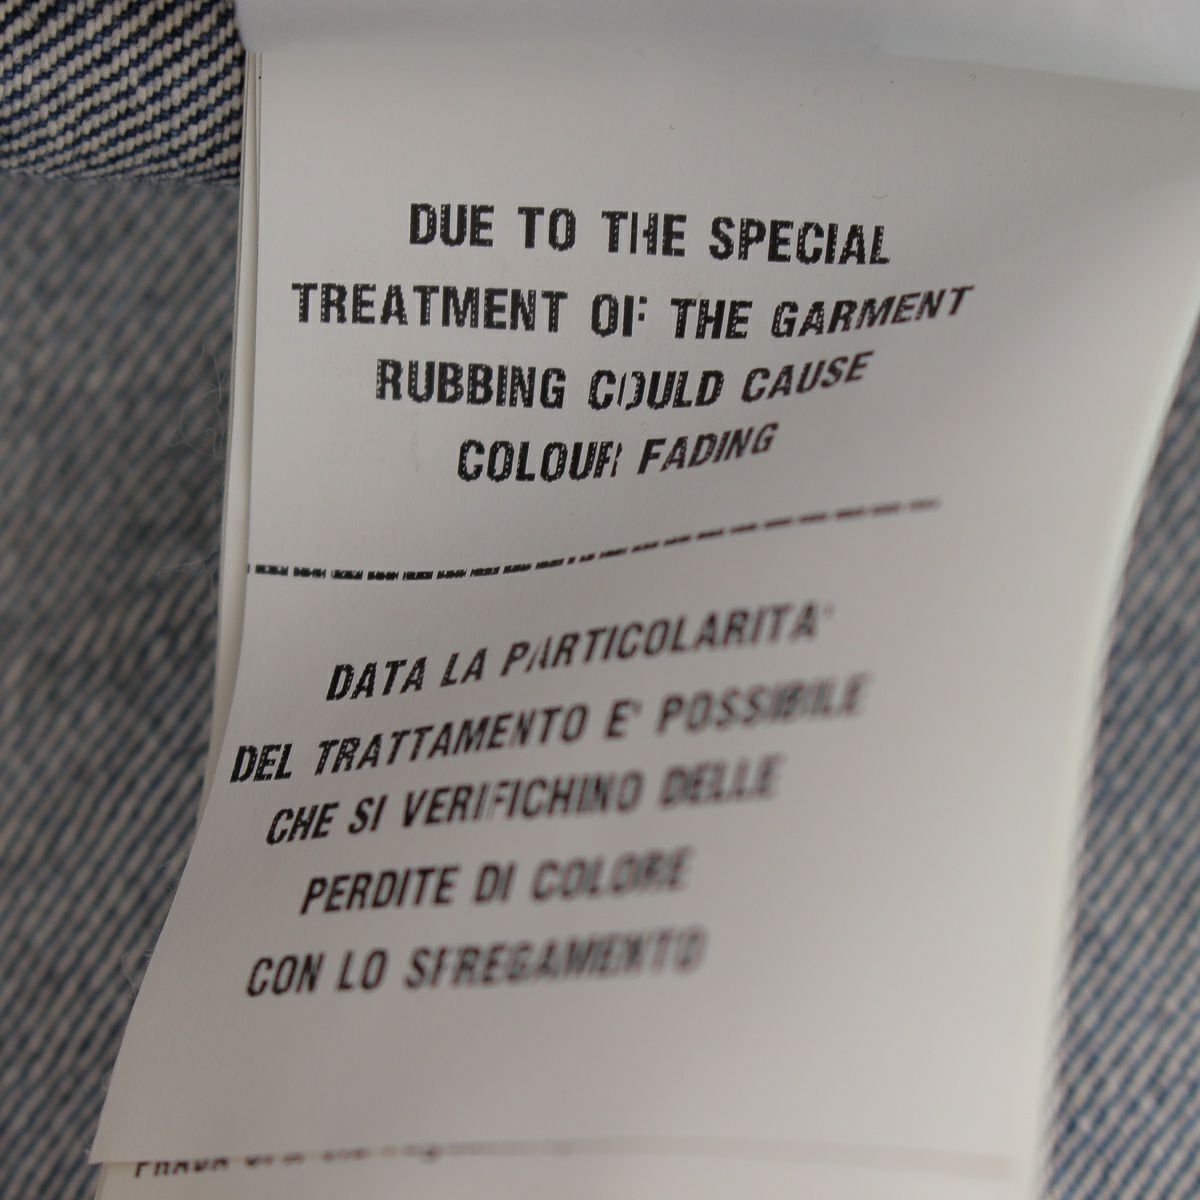 DUE TO THE SPECIAL
TREATMENT OF THE GARMENT
RUBBING COULD CAUSE
COLOUR FADING
DATA LA PARTICOLARITA'
DEL TRATTAMENTO E' POSSIBILE
CHE SI VERIFICHINO DELLE
PERDITE DI COLORE
CON LO SFREGAMENTO
PRADA